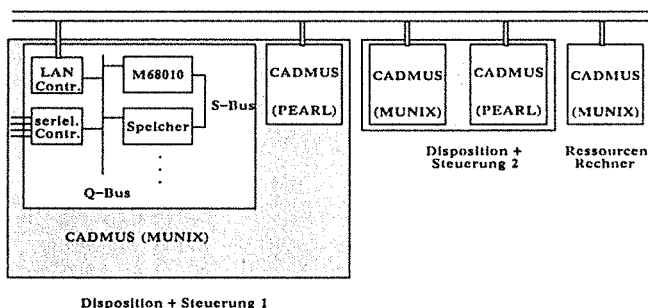 LAN
Contr.
M68010
S-Bus
seriel.
Contr.
Speicher
Q-Bus
CADMUS (MUNIX)
CADMUS
(PEARL)
Disposition + Steuerung 1
CADMUS
(MUNIX)
CADMUS
(PEARL)
Disposition +
Steuerung 2
CADMUS
(MUNIX)
Ressourcen
Rechner